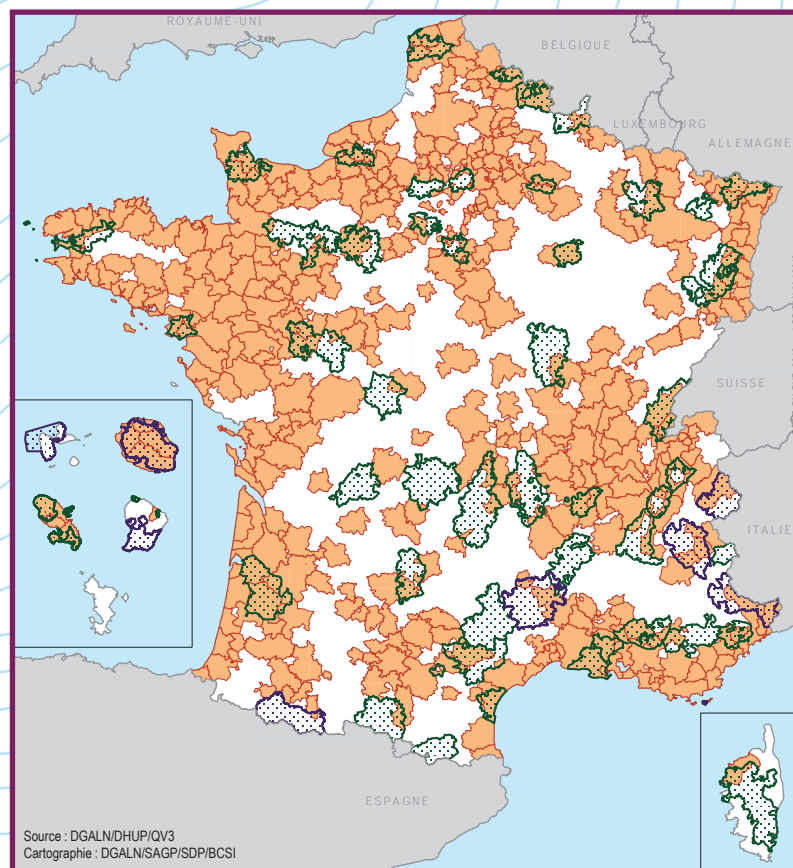 ROYAUME-UNI
BELGIQUE
LUXEMBOURG
ALLEMAGNE
SUISSE
ITALIE
ESPAGNE
Source : DGALN/DHUP/QV3
Cartographie : DGALN/SAGP/SDP/BCSI